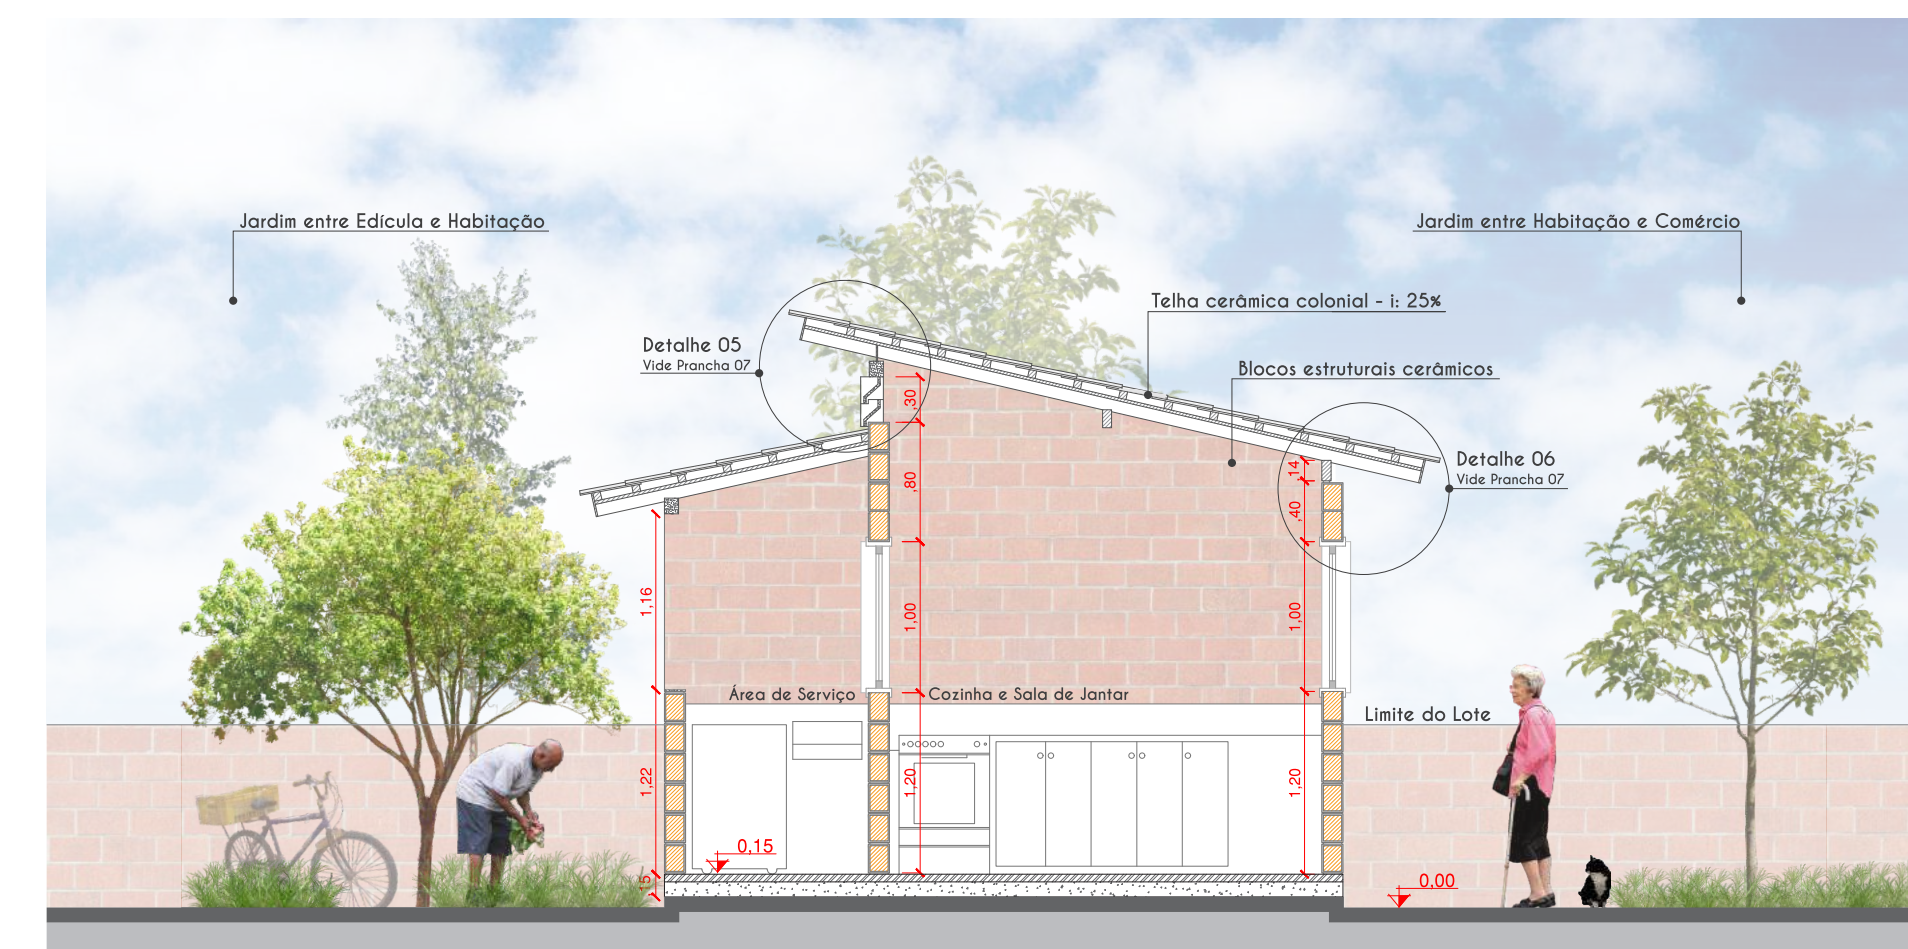 Jardim entre Edícula e Habitação
Jardim entre Habitação e Comércio
Telha cerâmica colonial - i: 25%
Detalhe 05
Vide Prancha 07
Blocos estruturais cerâmicos
,30
Detalhe 06
Vide Prancha 07
,14
,80
,40
1,16
1,00
1,00
Área de Serviço
Cozinha e Sala de Jantar
Limite do Lote
1,22
1,20
1,20
0,15
15
0,00